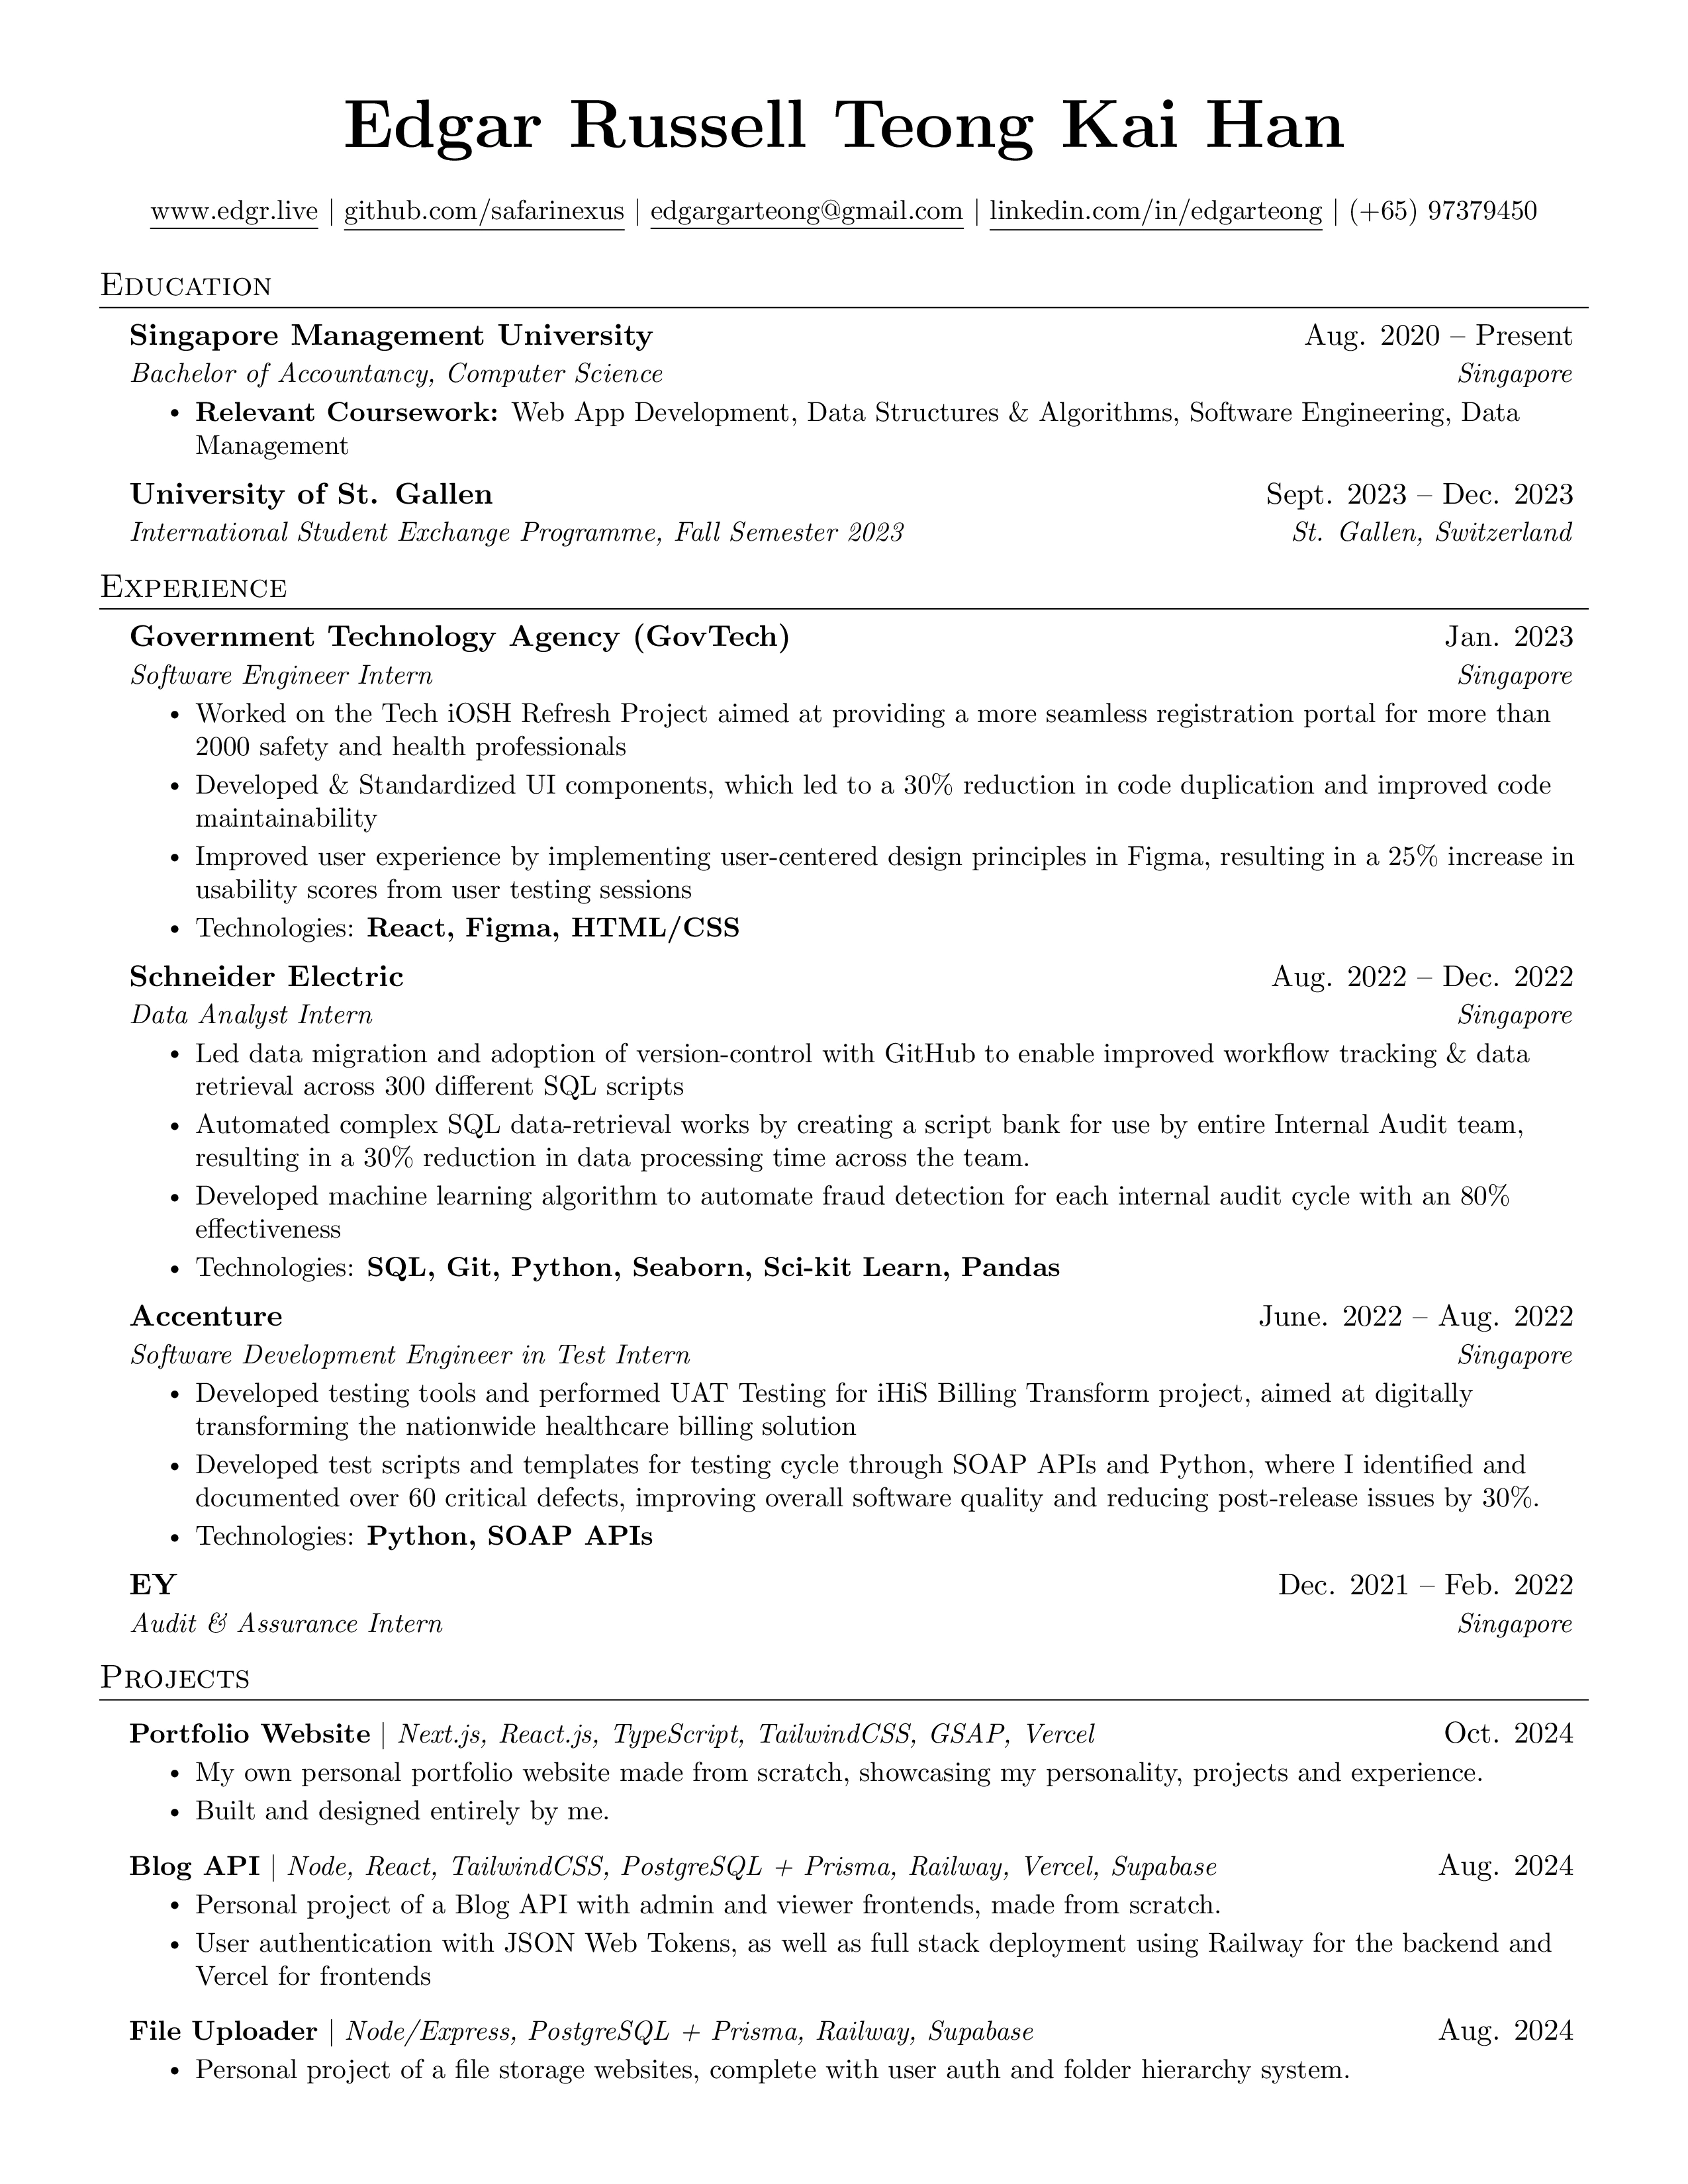 Edgar Russell Teong Kai Han
www.edgr.live | github.com/safarinexus | edgargarteong@gmail.com | linkedin.com/in/edgarteong | (+65) 97379450
Education
Singapore Management University Aug. 2020 – Present
Bachelor of Accountancy, Computer Science Singapore
• Relevant Coursework: Web App Development, Data Structures & Algorithms, Software Engineering, Data
Management
University of St. Gallen Sept. 2023 – Dec. 2023
International Student Exchange Programme, Fall Semester 2023 St. Gallen, Switzerland
Experience
Government Technology Agency (GovTech) Jan. 2023
Software Engineer Intern Singapore
• Worked on the Tech iOSH Refresh Project aimed at providing a more seamless registration portal for more than
2000 safety and health professionals
• Developed & Standardized UI components, which led to a 30% reduction in code duplication and improved code
maintainability
• Improved user experience by implementing user-centered design principles in Figma, resulting in a 25% increase in
usability scores from user testing sessions
• Technologies: React, Figma, HTML/CSS
Schneider Electric Aug. 2022 – Dec. 2022
Data Analyst Intern Singapore
• Led data migration and adoption of version-control with GitHub to enable improved workflow tracking & data
retrieval across 300 different SQL scripts
• Automated complex SQL data-retrieval works by creating a script bank for use by entire Internal Audit team,
resulting in a 30% reduction in data processing time across the team.
• Developed machine learning algorithm to automate fraud detection for each internal audit cycle with an 80%
effectiveness
• Technologies: SQL, Git, Python, Seaborn, Sci-kit Learn, Pandas
Accenture June. 2022 – Aug. 2022
Software Development Engineer in Test Intern Singapore
• Developed testing tools and performed UAT Testing for iHiS Billing Transform project, aimed at digitally
transforming the nationwide healthcare billing solution
• Developed test scripts and templates for testing cycle through SOAP APIs and Python, where I identified and
documented over 60 critical defects, improving overall software quality and reducing post-release issues by 30%.
• Technologies: Python, SOAP APIs
EY Dec. 2021 – Feb. 2022
Audit & Assurance Intern Singapore
Projects
Portfolio Website | Next.js, React.js, TypeScript, TailwindCSS, GSAP, Vercel Oct. 2024
• My own personal portfolio website made from scratch, showcasing my personality, projects and experience.
• Built and designed entirely by me.
Blog API | Node, React, TailwindCSS, PostgreSQL + Prisma, Railway, Vercel, Supabase Aug. 2024
• Personal project of a Blog API with admin and viewer frontends, made from scratch.
• User authentication with JSON Web Tokens, as well as full stack deployment using Railway for the backend and
Vercel for frontends
File Uploader | Node/Express, PostgreSQL + Prisma, Railway, Supabase Aug. 2024
• Personal project of a file storage websites, complete with user auth and folder hierarchy system.